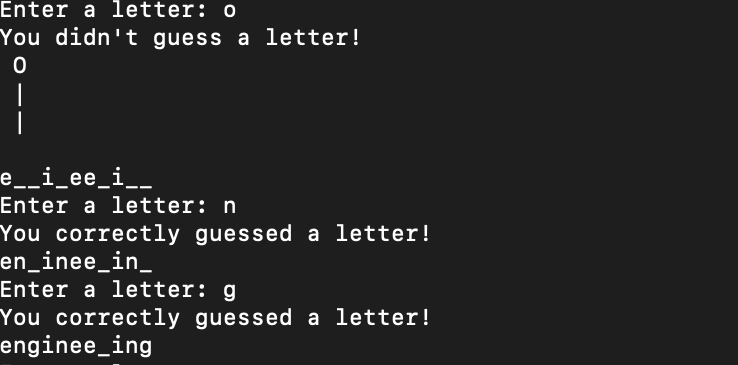 Enter a letter: o
You didn't guess a letter!
 O
 |
 |
e__i_ee_i__
Enter a letter: n
You correctly guessed a letter!
en_inee_in_
Enter a letter: g
You correctly guessed a letter!
enginee_ing